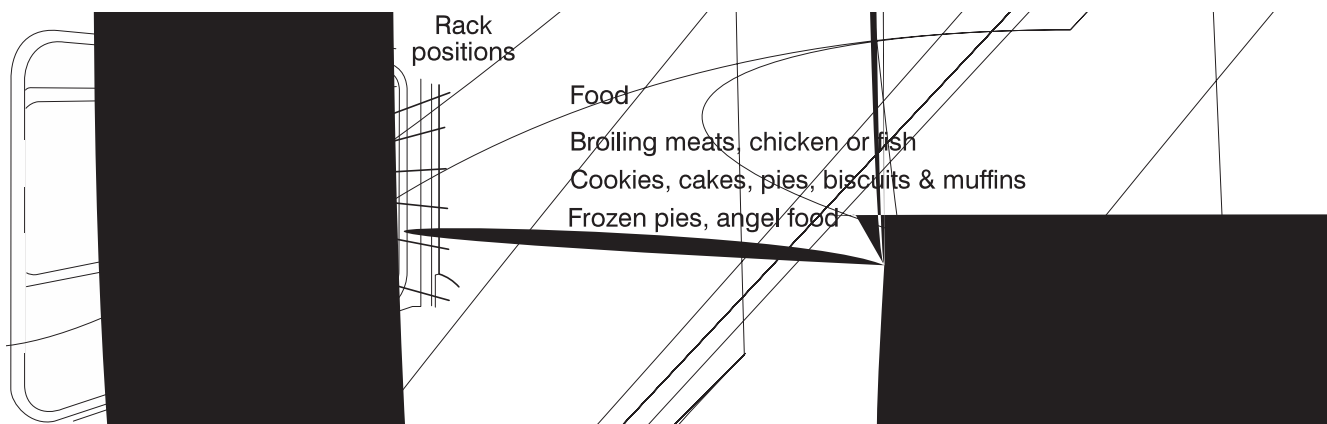 Rack
positions
Food
Broiling meats, chicken or fish
Cookies, cakes, pies, biscuits & muffins
Frozen pies, angel food